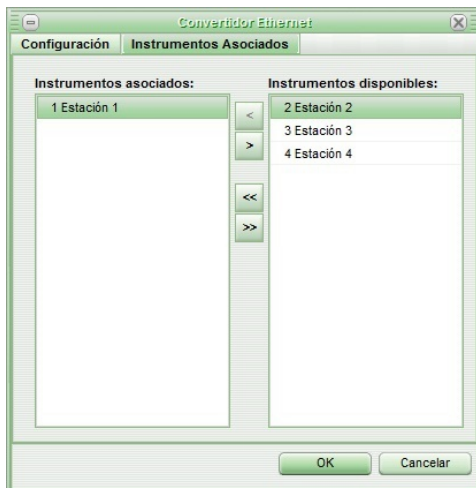 Convertidor Ethernet
Configuración Instrumentos Asociados
Instrumentos asociados: Instrumentos disponibles:
1 Estación 1
2 Estación 2
3 Estación 3
4 Estación 4
<
>
<<
>>
OK Cancelar